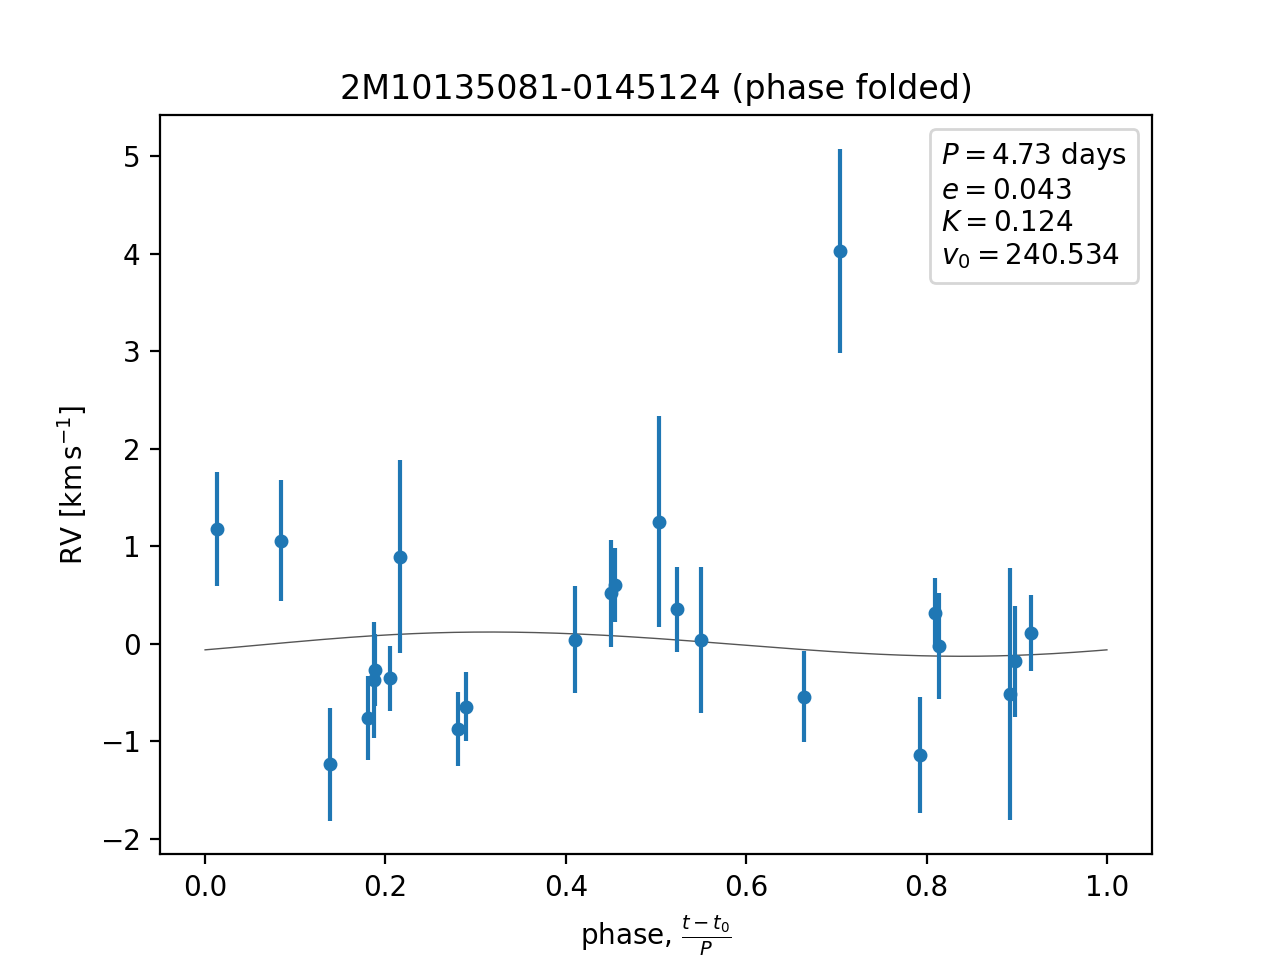 2M10135081-0145124 (phase folded)
P = 4.73 days
e = 0.043
K = 0.124
v₀ = 240.534
5
4
3
2
1
0
−1
−2
RV [km s⁻¹]
0.0 0.2 0.4 0.6 0.8 1.0
phase, (t − t₀)/P